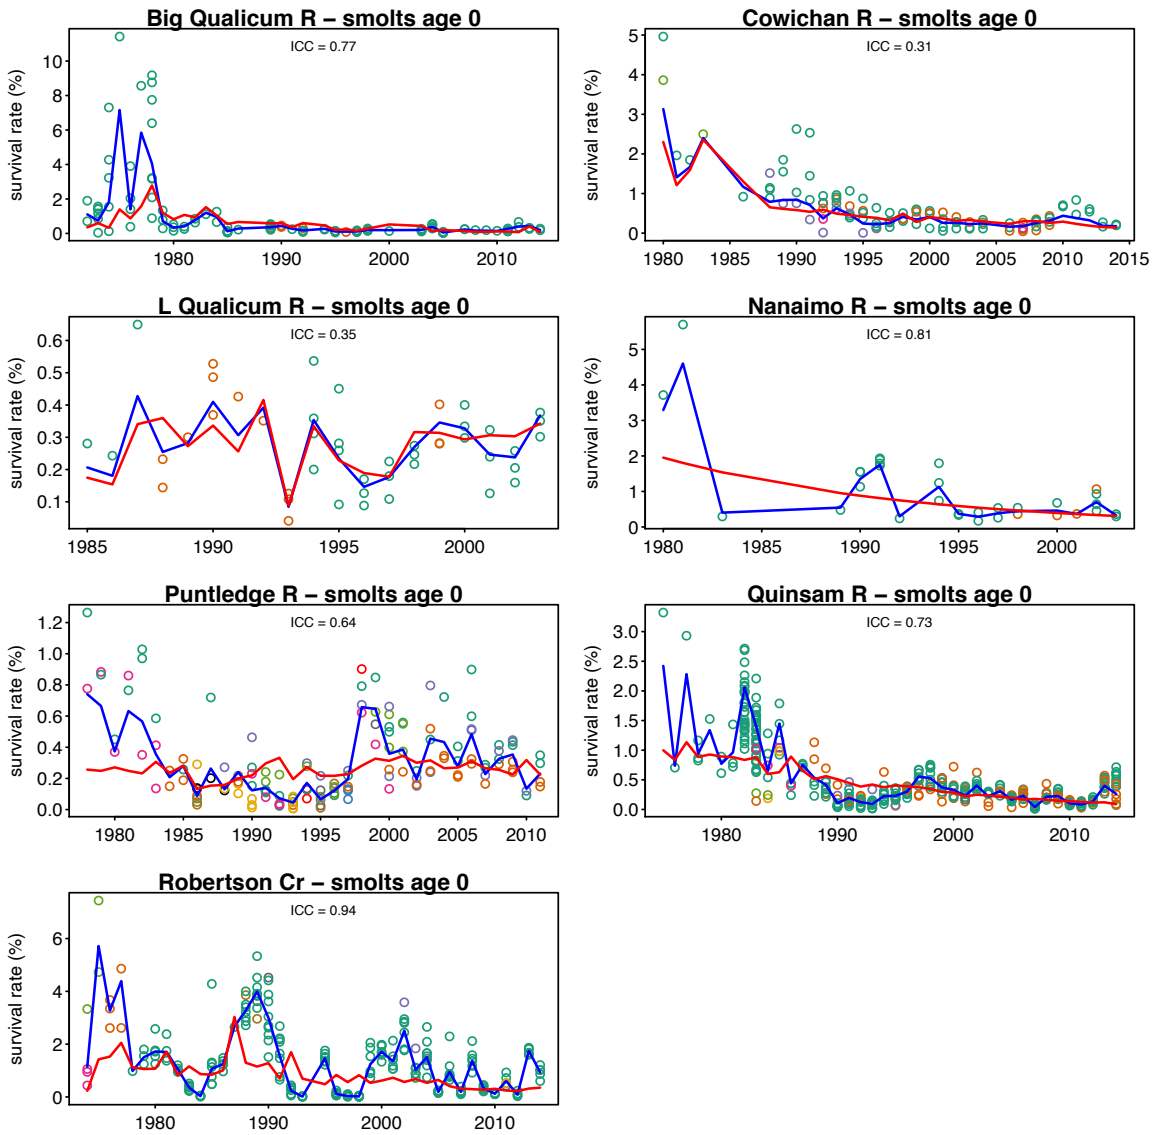 Big Qualicum R − smolts age 0
ICC = 0.77
survival rate (%)
0 2 4 6 8 10
1980 1990 2000 2010
Cowichan R − smolts age 0
ICC = 0.31
survival rate (%)
0 1 2 3 4 5
1980 1985 1990 1995 2000 2005 2010 2015
L Qualicum R − smolts age 0
ICC = 0.35
survival rate (%)
0.1 0.2 0.3 0.4 0.5 0.6
1985 1990 1995 2000
Nanaimo R − smolts age 0
ICC = 0.81
survival rate (%)
0 1 2 3 4 5
1980 1985 1990 1995 2000
Puntledge R − smolts age 0
ICC = 0.64
survival rate (%)
0.0 0.2 0.4 0.6 0.8 1.0 1.2
1980 1985 1990 1995 2000 2005 2010
Quinsam R − smolts age 0
ICC = 0.73
survival rate (%)
0.0 0.5 1.0 1.5 2.0 2.5 3.0
1980 1990 2000 2010
Robertson Cr − smolts age 0
ICC = 0.94
survival rate (%)
0 2 4 6
1980 1990 2000 2010